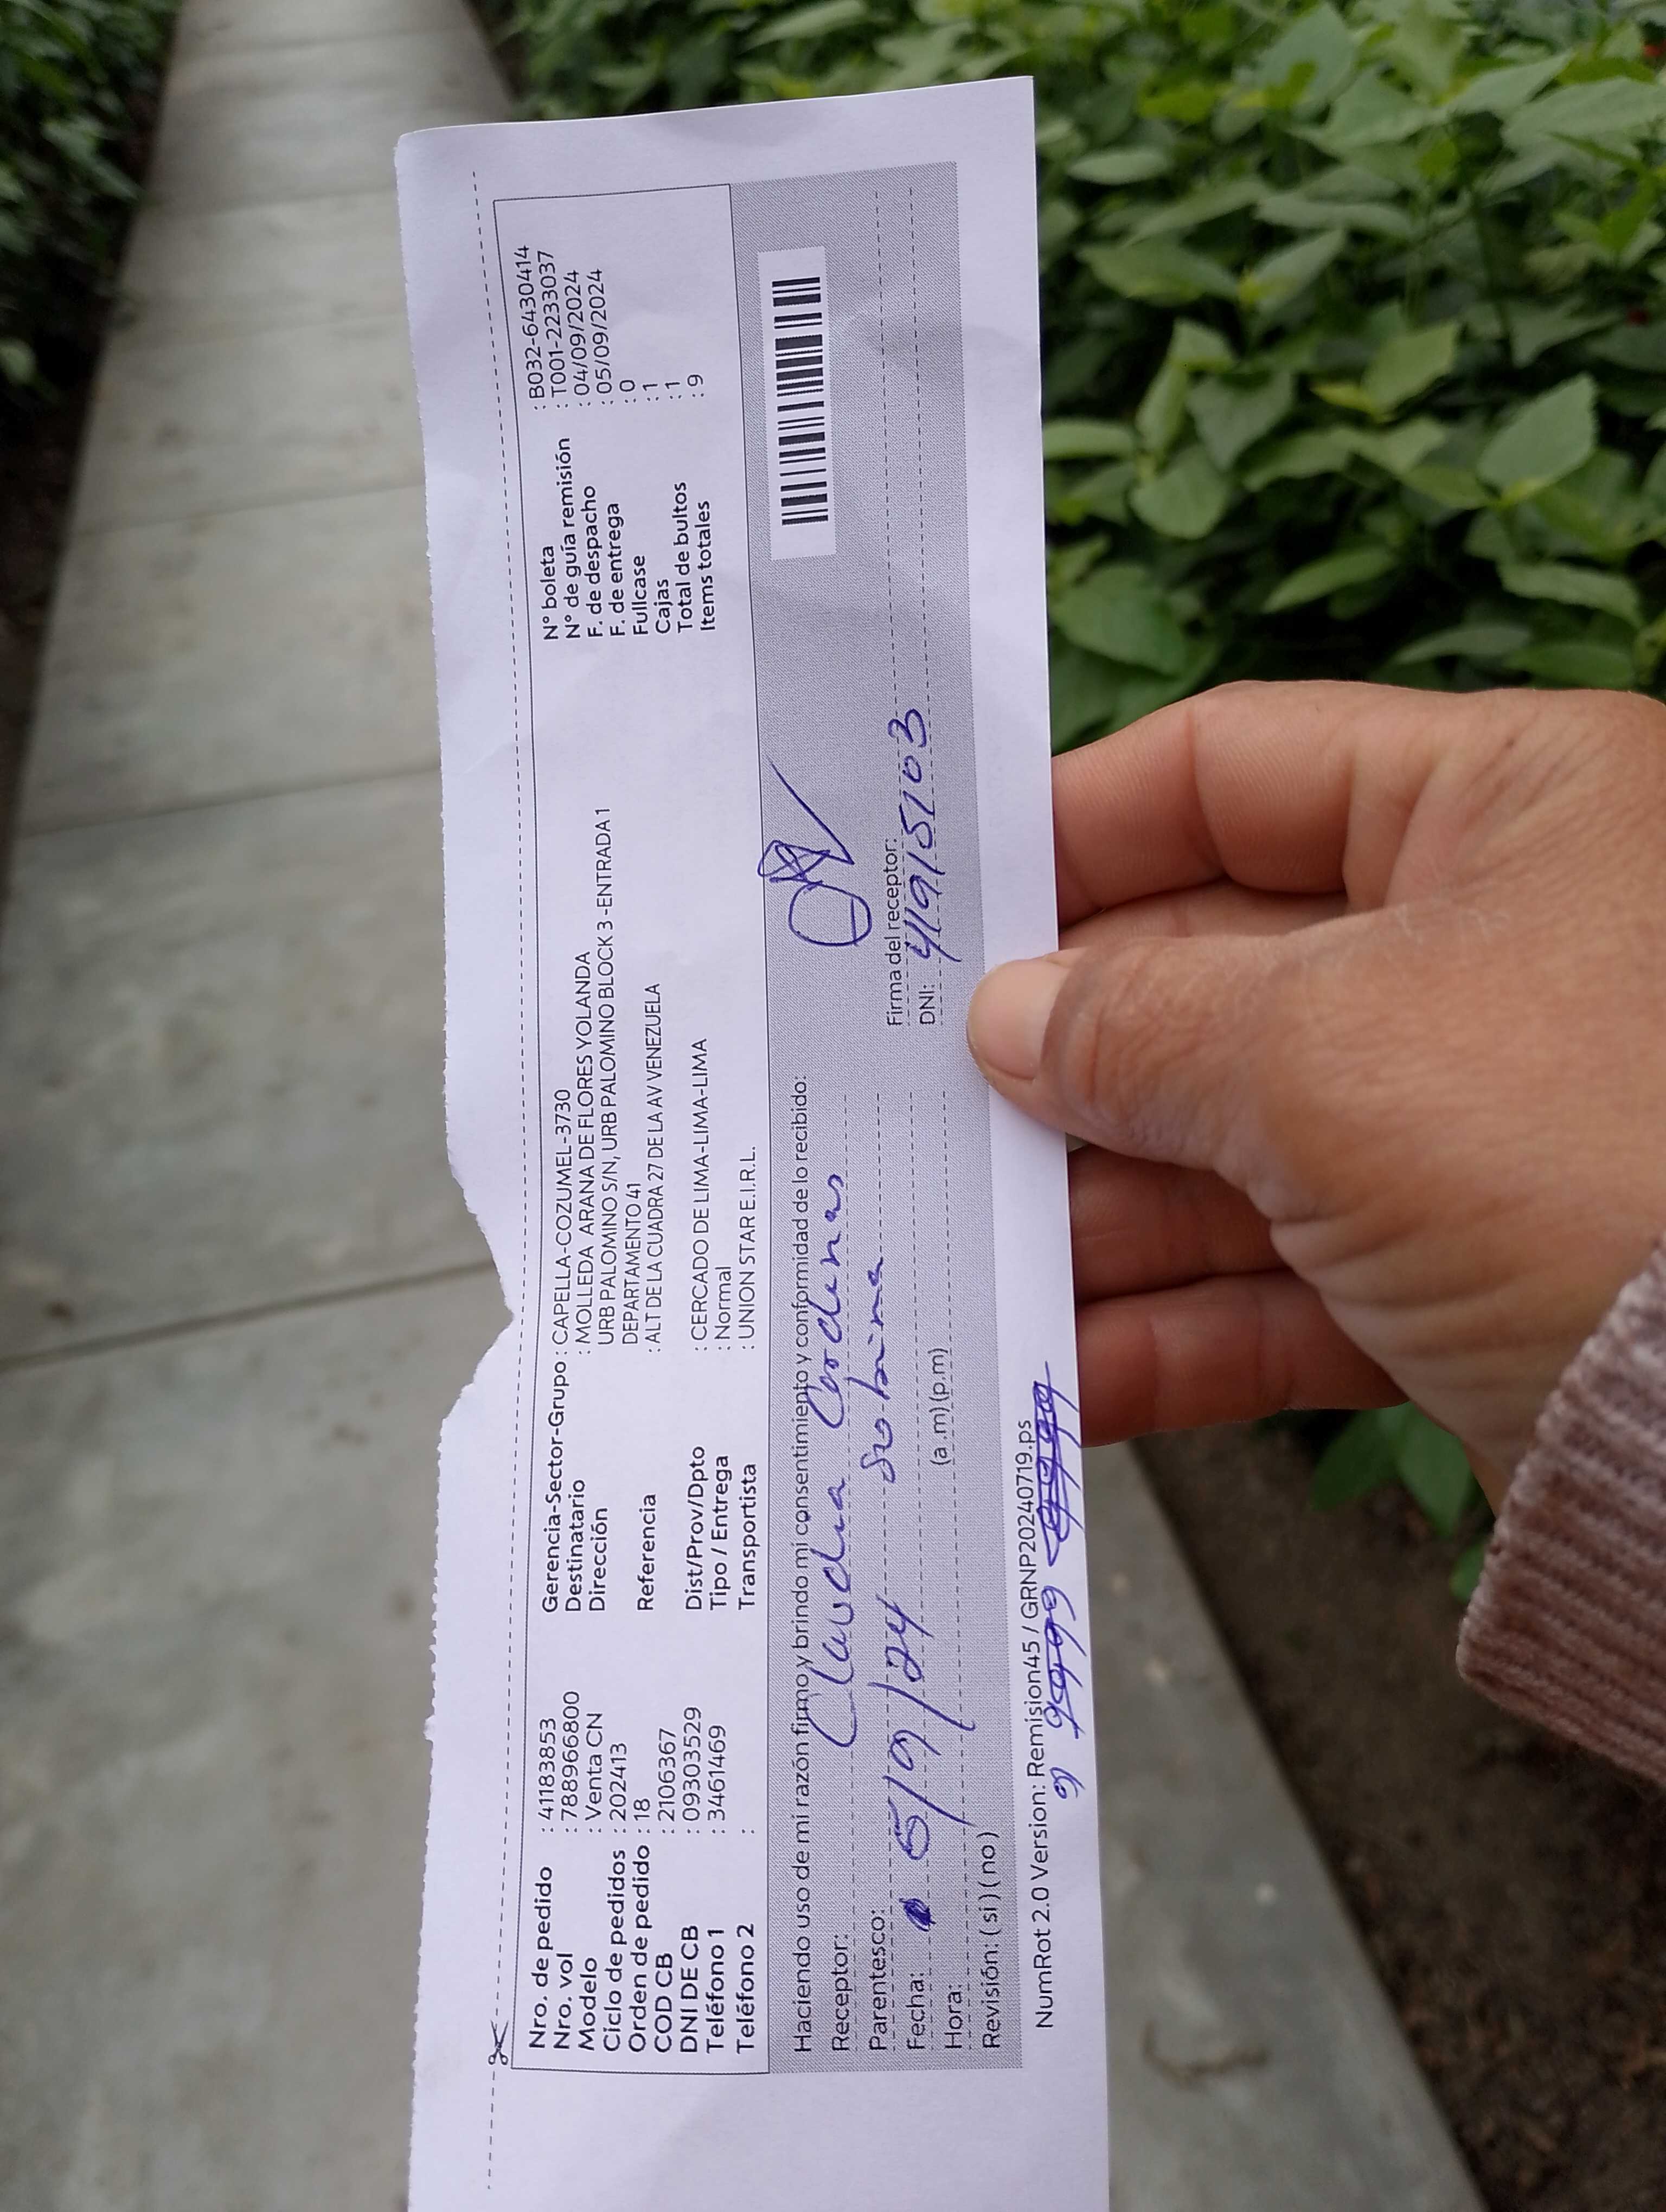 Nro. de pedido : 41183853
Nro. vol : 788966800
Modelo : Venta CN
Ciclo de pedidos : 202413
Orden de pedido : 18
COD CB : 2106367
DNI DE CB : 09303529
Teléfono 1 : 3461469
Teléfono 2 :
Gerencia-Sector-Grupo : CAPELLA-COZUMEL-3730
Destinatario : MOLLEDA ARANA DE FLORES YOLANDA
Dirección URB PALOMINO S/N, URB PALOMINO BLOCK 3 -ENTRADA 1
DEPARTAMENTO 41
Referencia : ALT DE LA CUADRA 27 DE LA AV VENEZUELA
Dist/Prov/Dpto : CERCADO DE LIMA-LIMA-LIMA
Tipo / Entrega : Normal
Transportista : UNION STAR E.I.R.L.
N° boleta : B032-6430414
N° de guía remisión : T001-2233037
F. de despacho : 04/09/2024
F. de entrega : 05/09/2024
Fullcase : 0
Cajas : 1
Total de bultos : 1
Items totales : 9
Haciendo uso de mi razón firmo y brindo mi consentimiento y conformidad de lo recibido:
Receptor: Claudia Cordenas
Parentesco: sobrina
Fecha: 5/9/24
Hora: (a.m)(p.m)
Revisión: (si)(no)
Firma del receptor:
DNI: 41915103
NumRot 2.0 Version: Remision45 / GRNP20240719.ps